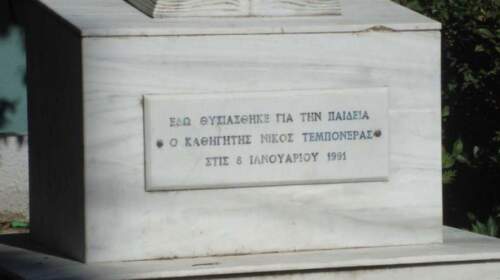 ΕΔΩ ΘΥΣΙΑΣΘΗΚΕ ΓΙΑ ΤΗΝ ΠΑΙΔΕΙΑ
Ο ΚΑΘΗΓΗΤΗΣ ΝΙΚΟΣ ΤΕΜΠΟΝΕΡΑΣ
ΣΤΙΣ 8 ΙΑΝΟΥΑΡΙΟΥ 1991